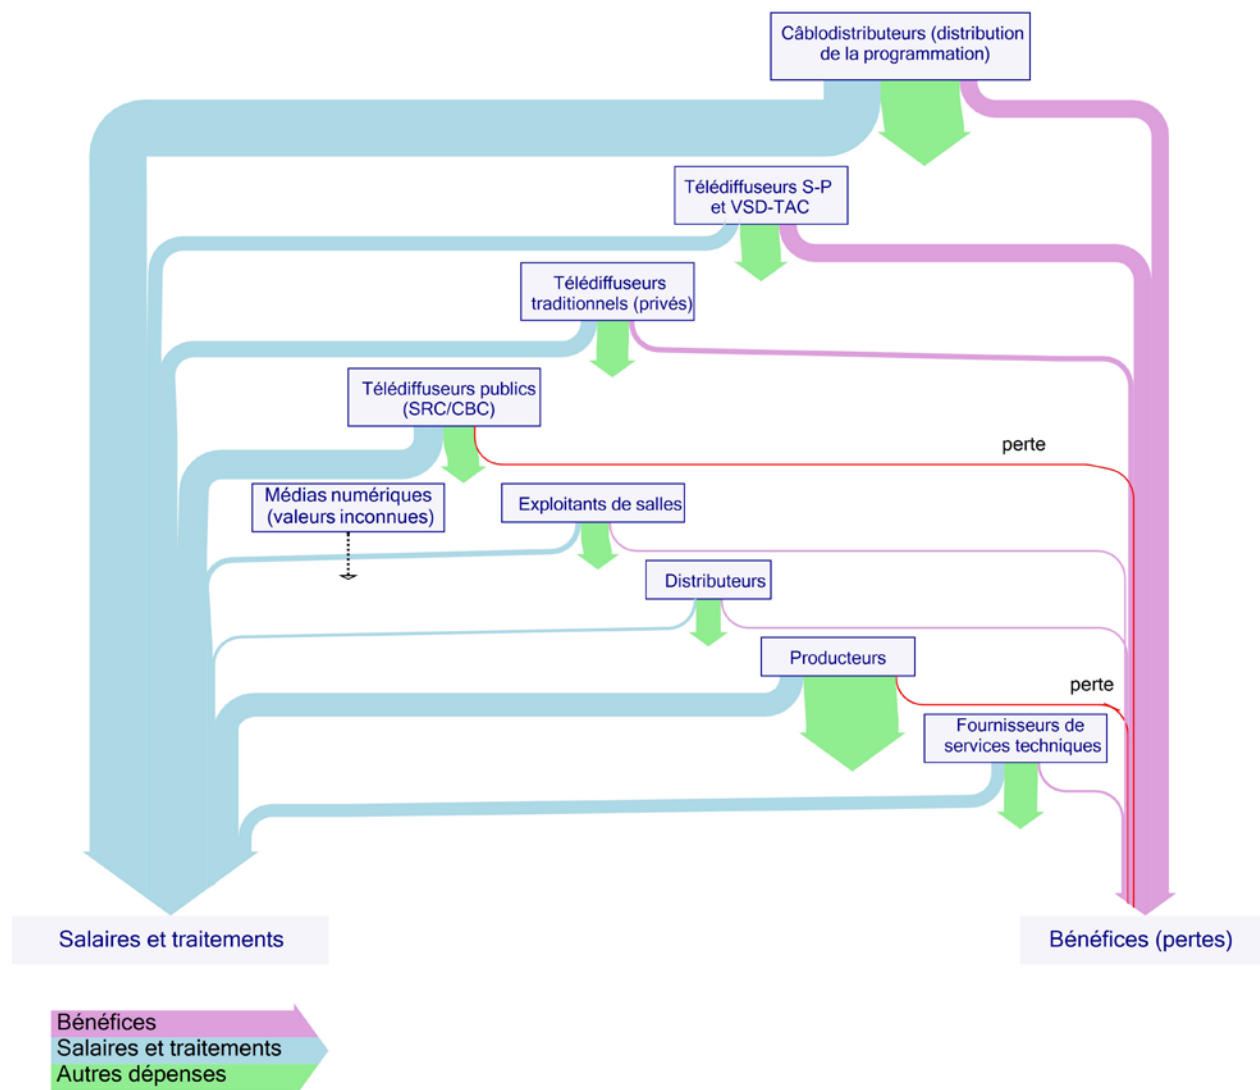 Câblodistributeurs (distribution
de la programmation)
Télédiffuseurs S-P
et VSD-TAC
Télédiffuseurs
traditionnels (privés)
Télédiffuseurs publics
(SRC/CBC)
perte
Médias numériques
(valeurs inconnues)
Exploitants de salles
Distributeurs
Producteurs
perte
Fournisseurs de
services techniques
Salaires et traitements
Bénéfices (pertes)
Bénéfices
Salaires et traitements
Autres dépenses